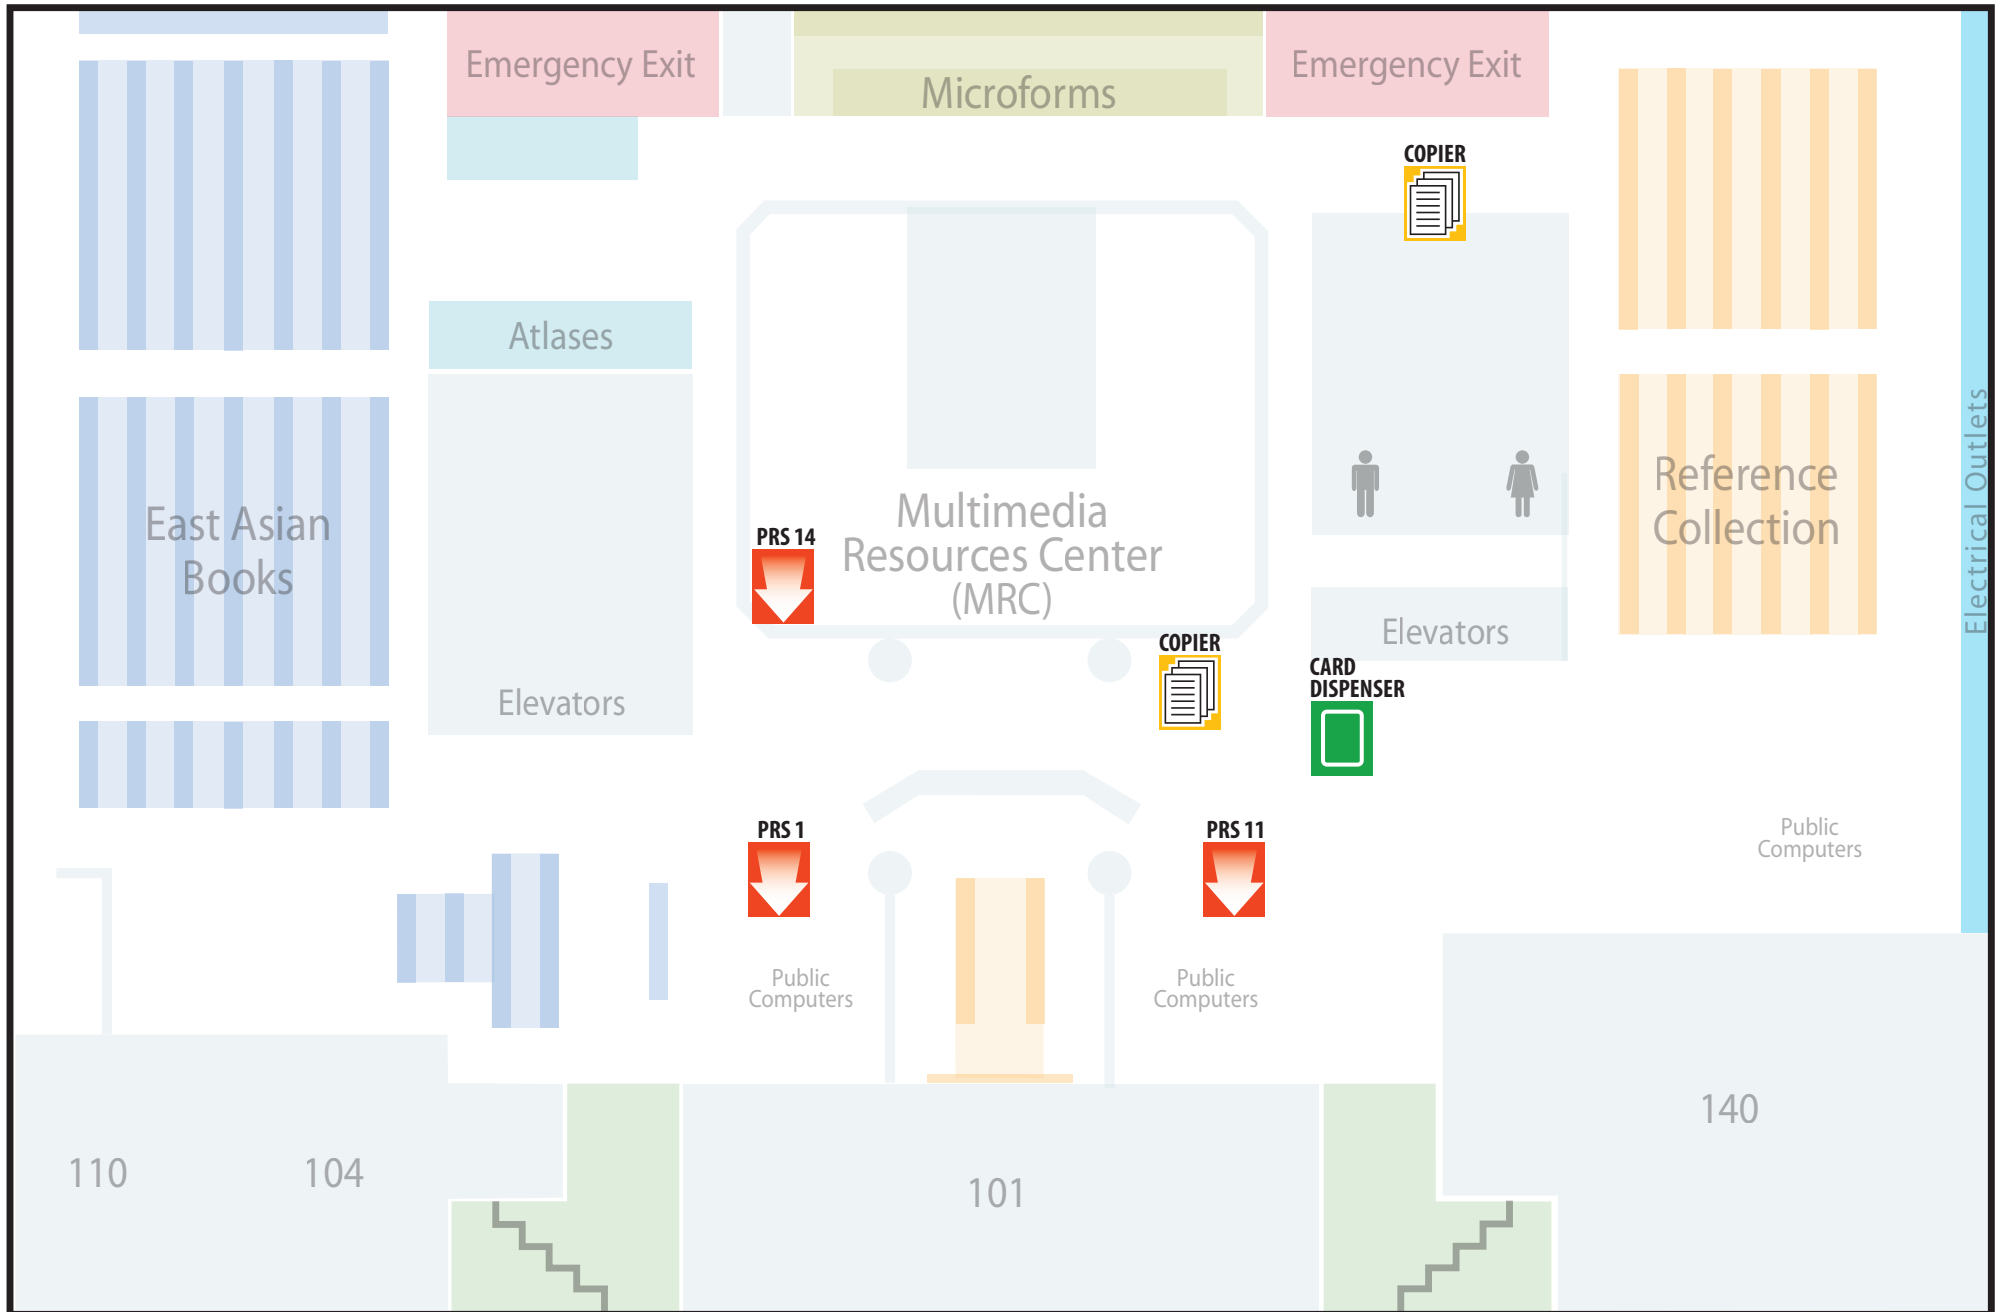 Emergency Exit
Microforms
Emergency Exit
COPIER
Atlases
East Asian
Books
Elevators
PRS 14
Multimedia
Resources Center
(MRC)
COPIER
Elevators
CARD
DISPENSER
Reference
Collection
Electrical Outlets
PRS 1
PRS 11
Public
Computers
Public
Computers
Public
Computers
110
104
101
140